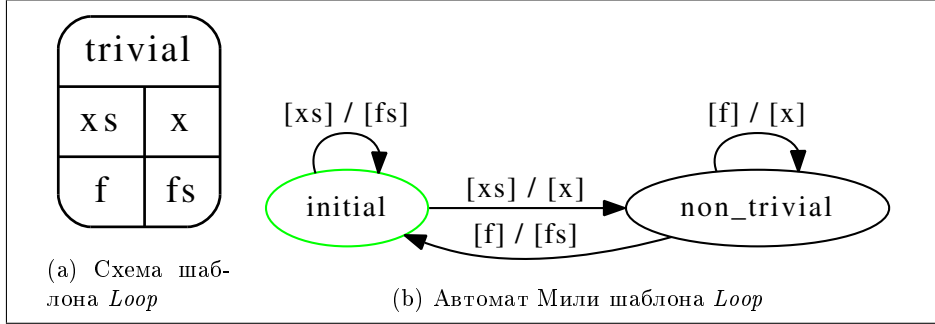 trivial
xs x
f fs
(a) Схема шаб-
лона Loop
[xs] / [fs]
[f] / [x]
initial
[xs] / [x]
non_trivial
[f] / [fs]
(b) Автомат Мили шаблона Loop